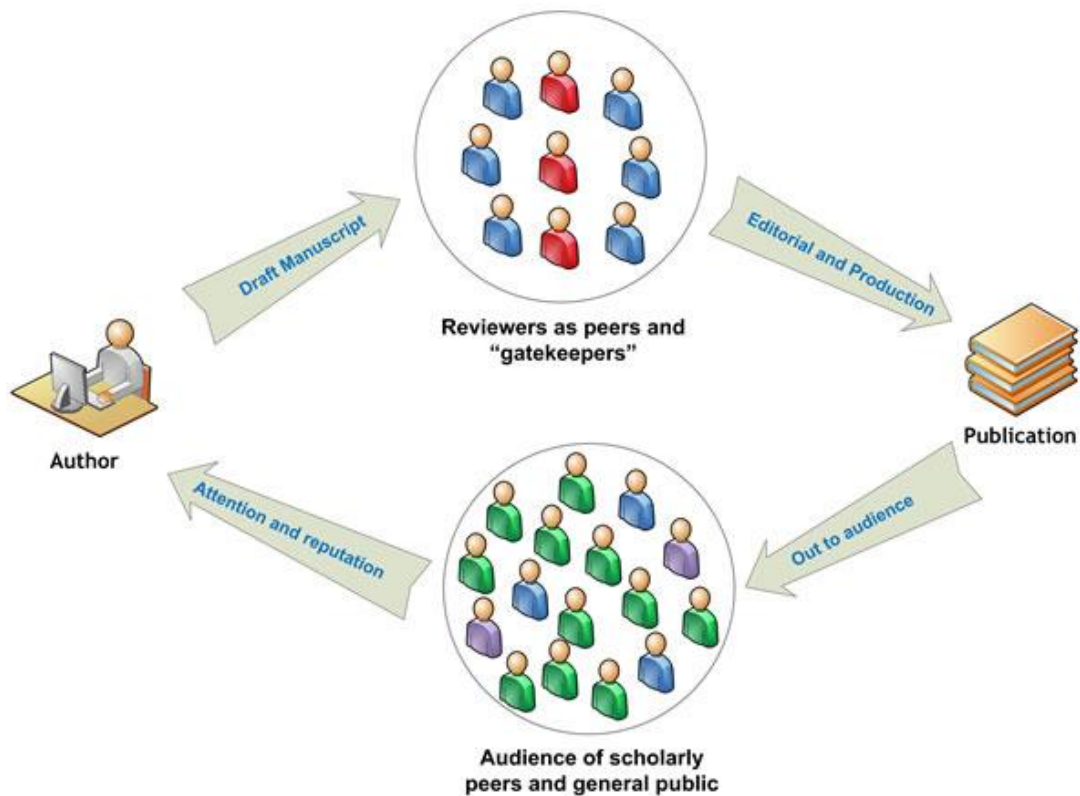 Draft Manuscript
Editorial and Production
Reviewers as peers and
“gatekeepers”
Author
Publication
Attention and reputation
Out to audience
Audience of scholarly
peers and general public